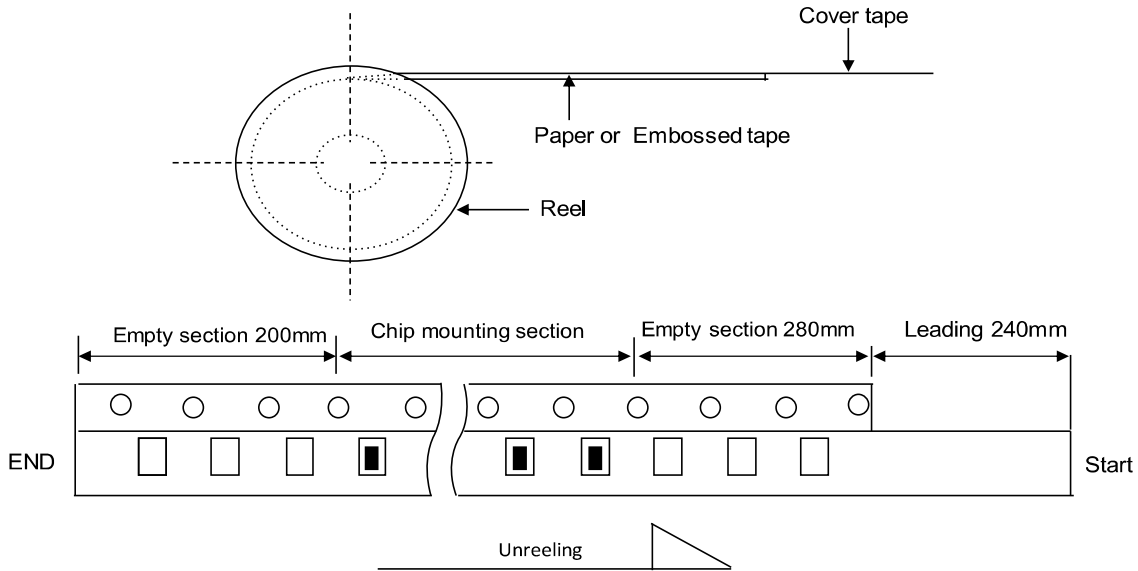 Cover tape
Paper or Embossed tape
Reel
Empty section 200mm
Chip mounting section
Empty section 280mm
Leading 240mm
END
Start
Unreeling